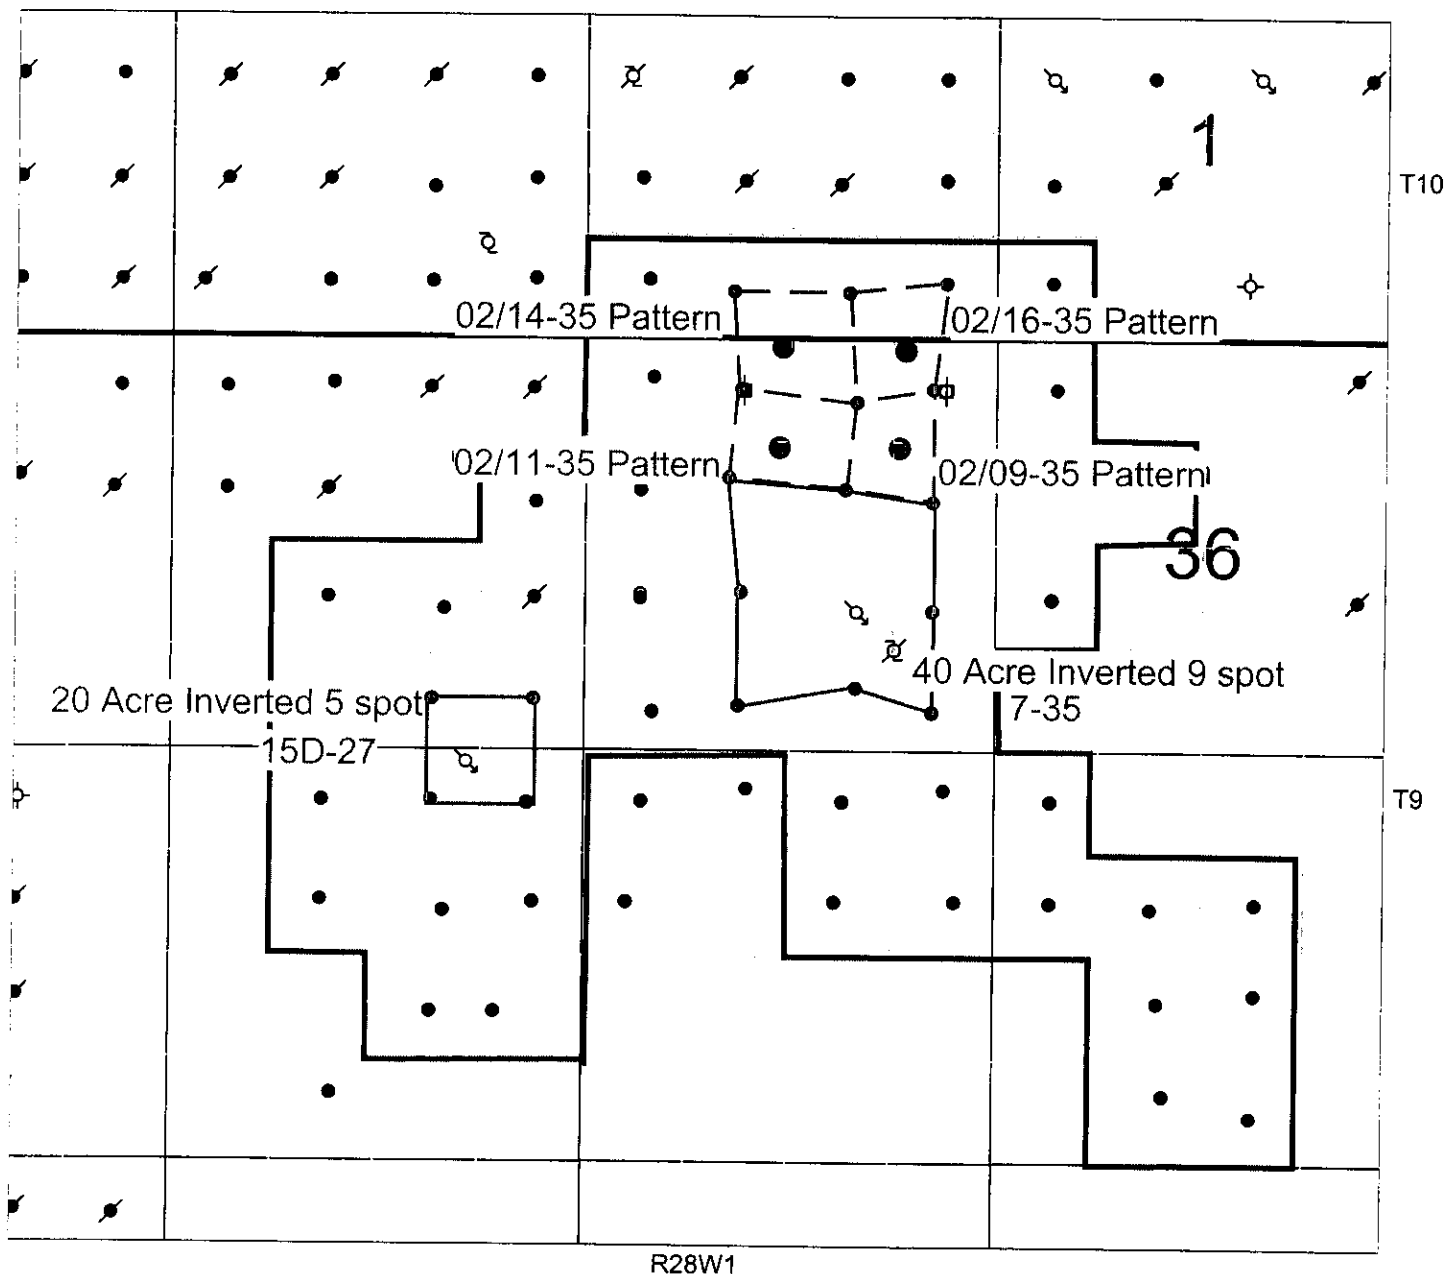 1
T10
02/14-35 Pattern
02/16-35 Pattern
02/11-35 Pattern
02/09-35 Pattern
36
40 Acre Inverted 9 spot
7-35
20 Acre Inverted 5 spot
15D-27
T9
R28W1